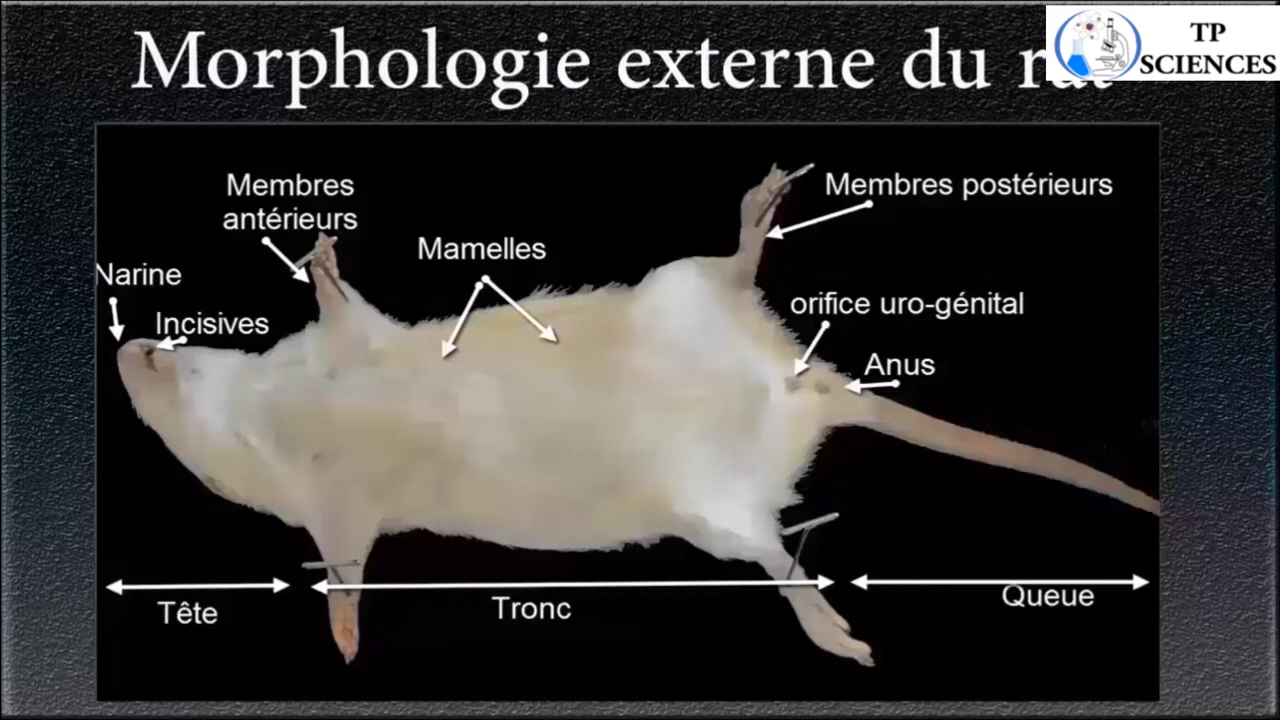 Morphologie externe du
TP
SCIENCES
Membres
antérieurs
Membres postérieurs
Mamelles
Narine
Incisives
orifice uro-génital
Anus
Tête
Tronc
Queue